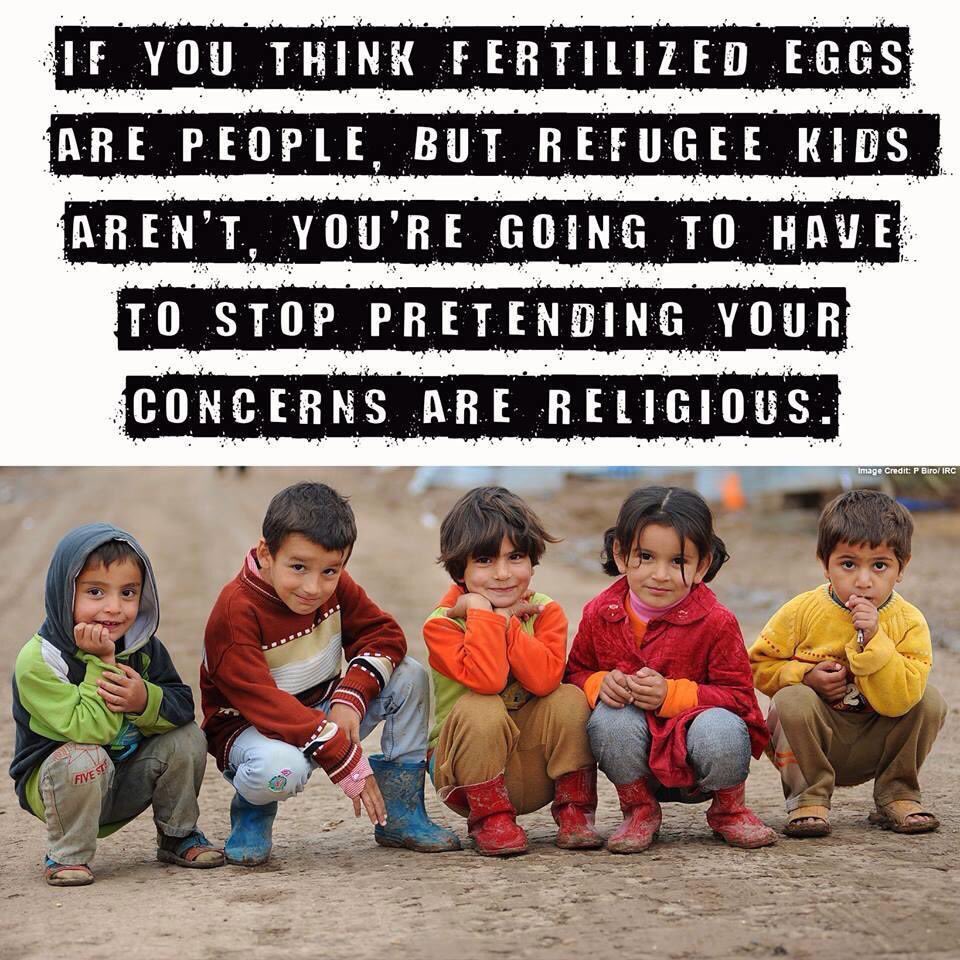 IF YOU THINK FERTILIZED EGGS
ARE PEOPLE, BUT REFUGEE KIDS
AREN'T, YOU'RE GOING TO HAVE
TO STOP PRETENDING YOUR
CONCERNS ARE RELIGIOUS.
Image Credit: P Biro/ IRC
FIVE ST
2